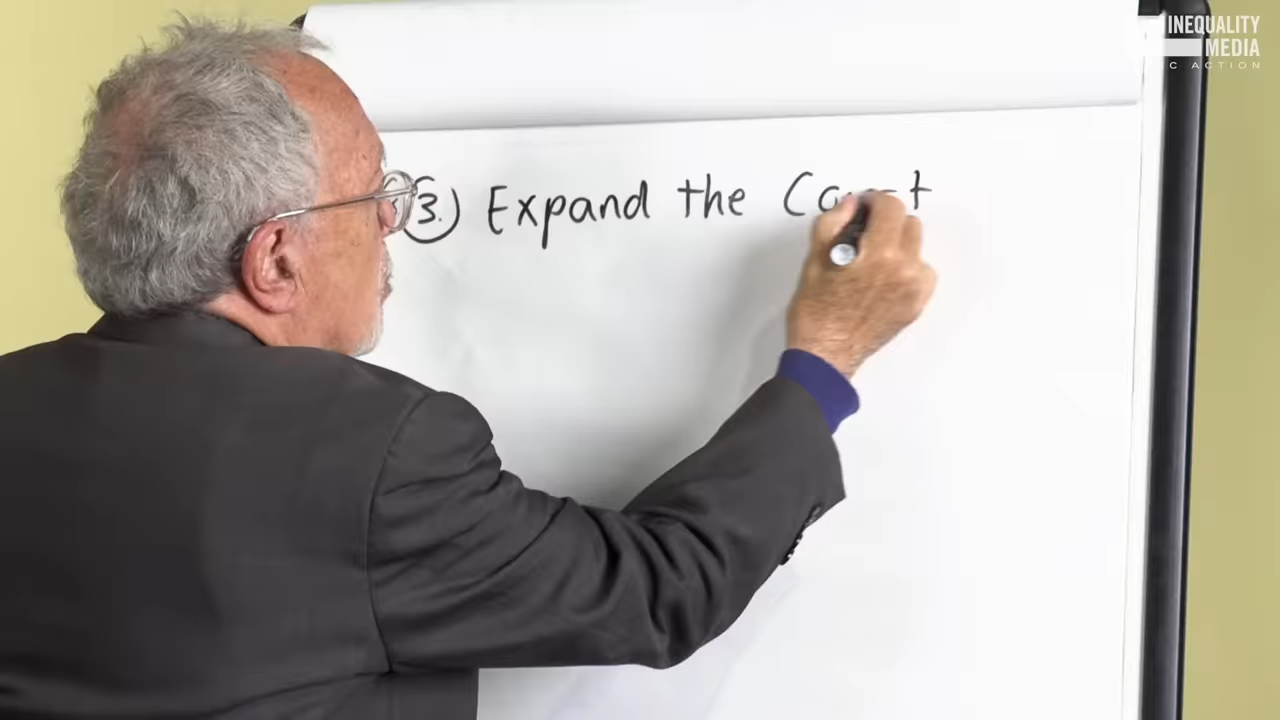 INEQUALITY
MEDIA
C ACTION
3.) Expand the